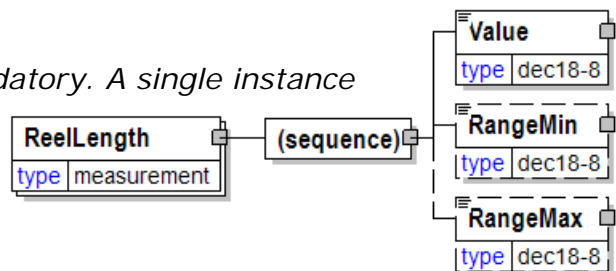 Value
type dec18-8
datory. A single instance
RangeMin
type dec18-8
ReelLength
type measurement
(sequence)
RangeMax
type dec18-8